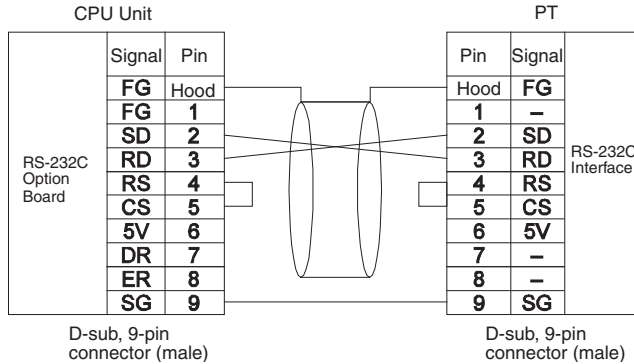 CPU Unit
PT
Signal Pin
Pin Signal
FG Hood
Hood FG
FG 1
1 –
SD 2
2 SD
RD 3
3 RD
RS 4
4 RS
CS 5
5 CS
5V 6
6 5V
DR 7
7 –
ER 8
8 –
SG 9
9 SG
RS-232C
Option
Board
RS-232C
Interface
D-sub, 9-pin
connector (male)
D-sub, 9-pin
connector (male)